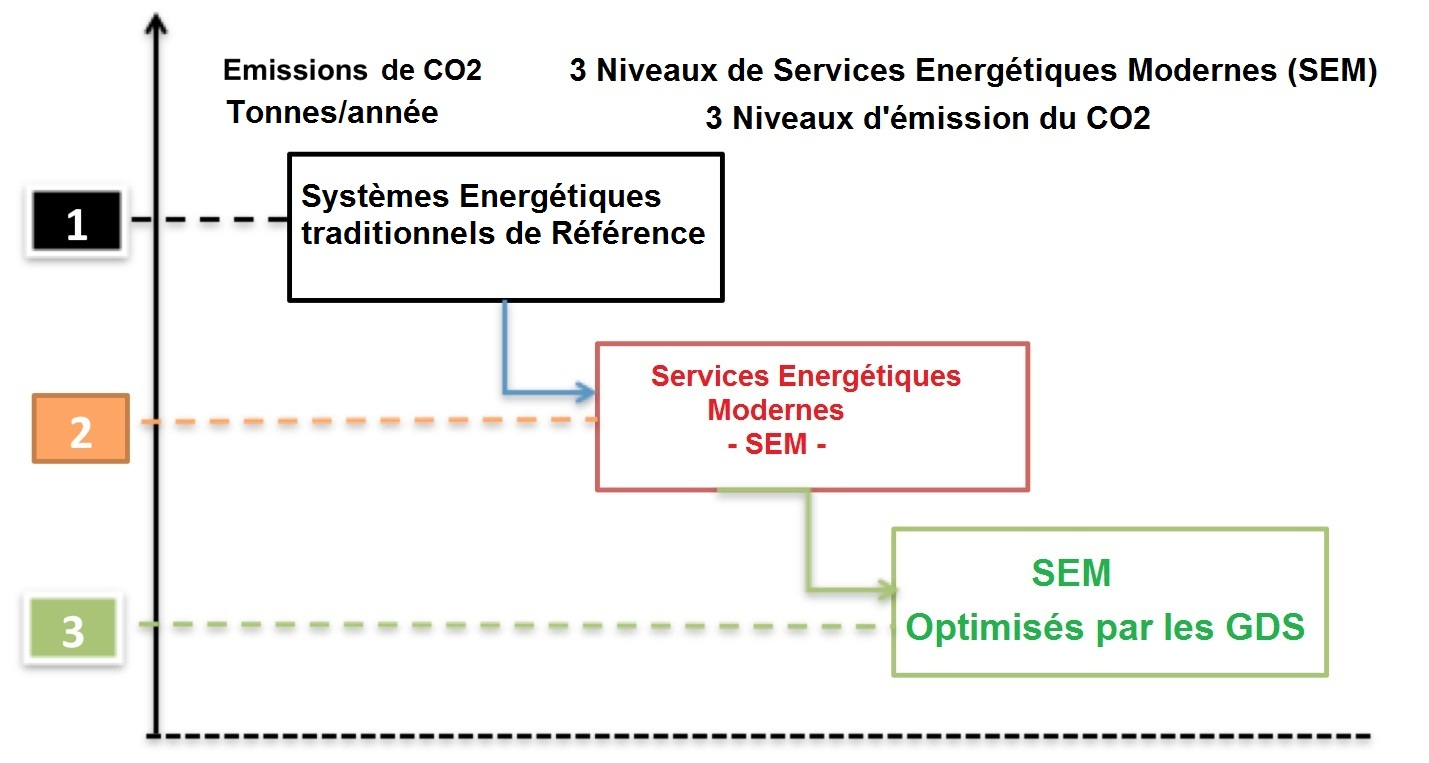 Emissions de CO2
Tonnes/année
3 Niveaux de Services Energétiques Modernes (SEM)
3 Niveaux d'émission du CO2
1
Systèmes Energétiques
traditionnels de Référence
2
Services Energétiques
Modernes
- SEM -
3
SEM
Optimisés par les GDS